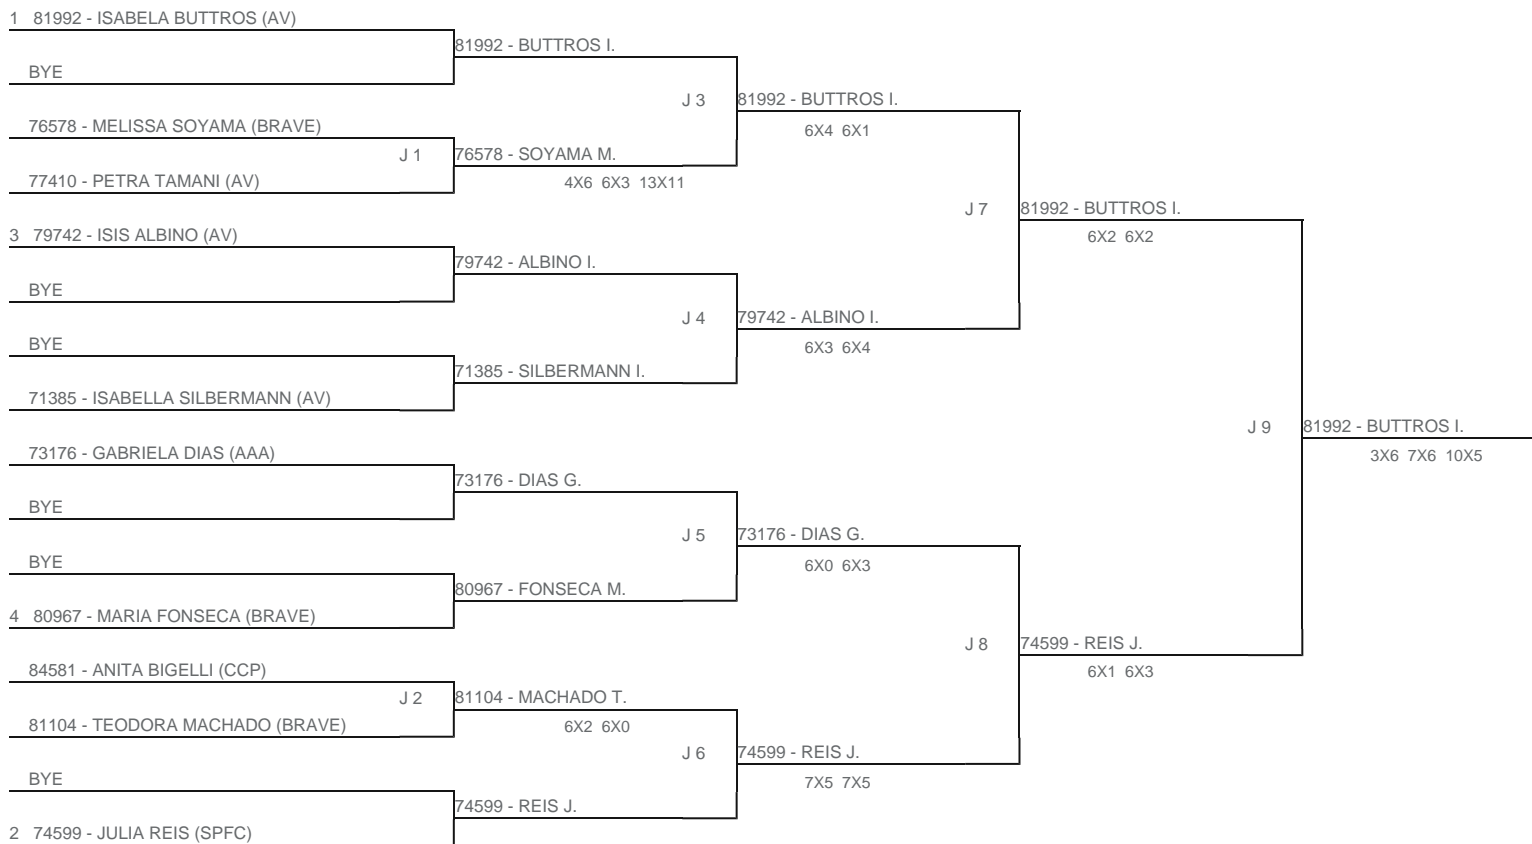 1 81992 - ISABELA BUTTROS (AV)
81992 - BUTTROS I.
BYE
J 3
81992 - BUTTROS I.
6X4 6X1
76578 - MELISSA SOYAMA (BRAVE)
J 1
76578 - SOYAMA M.
4X6 6X3 13X11
77410 - PETRA TAMANI (AV)
J 7
81992 - BUTTROS I.
6X2 6X2
3 79742 - ISIS ALBINO (AV)
79742 - ALBINO I.
BYE
J 4
79742 - ALBINO I.
6X3 6X4
BYE
71385 - SILBERMANN I.
71385 - ISABELLA SILBERMANN (AV)
J 9
81992 - BUTTROS I.
3X6 7X6 10X5
73176 - GABRIELA DIAS (AAA)
73176 - DIAS G.
BYE
J 5
73176 - DIAS G.
6X0 6X3
BYE
80967 - FONSECA M.
4 80967 - MARIA FONSECA (BRAVE)
J 8
74599 - REIS J.
6X1 6X3
84581 - ANITA BIGELLI (CCP)
J 2
81104 - MACHADO T.
6X2 6X0
81104 - TEODORA MACHADO (BRAVE)
J 6
74599 - REIS J.
7X5 7X5
BYE
74599 - REIS J.
2 74599 - JULIA REIS (SPFC)